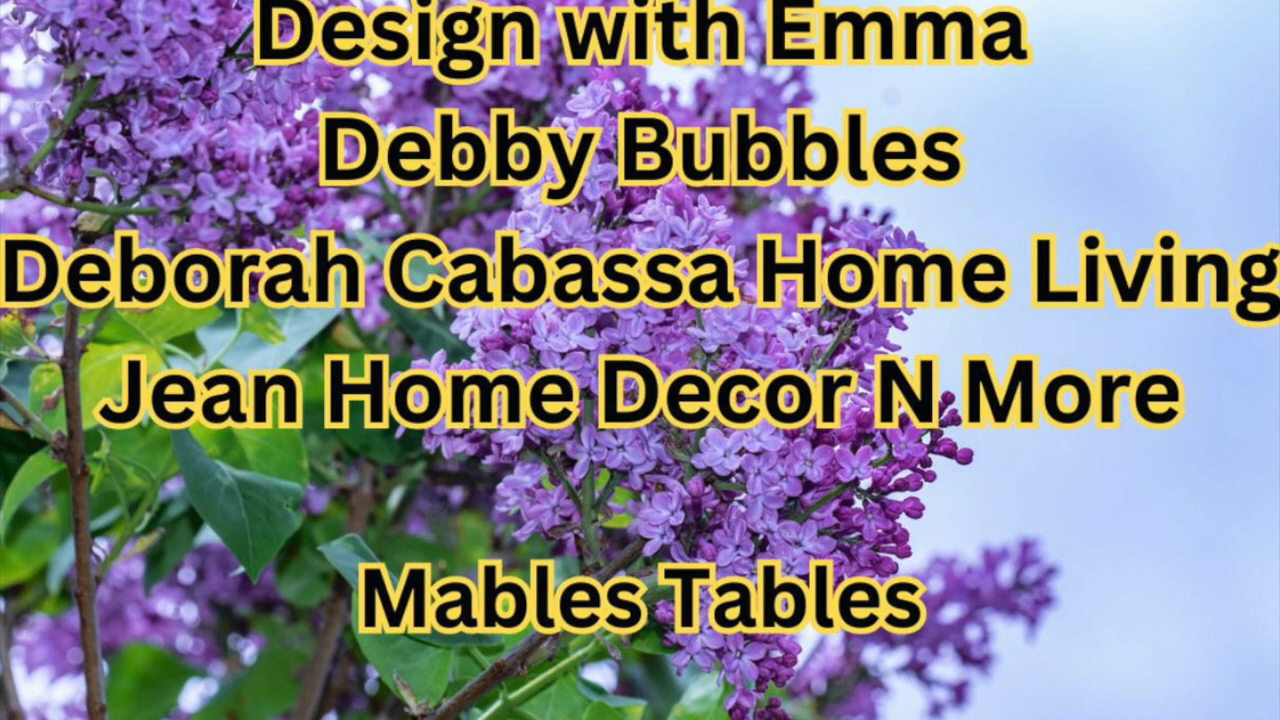 Design with Emma
Debby Bubbles
Deborah Cabassa Home Living
Jean Home Decor N More
Mables Tables